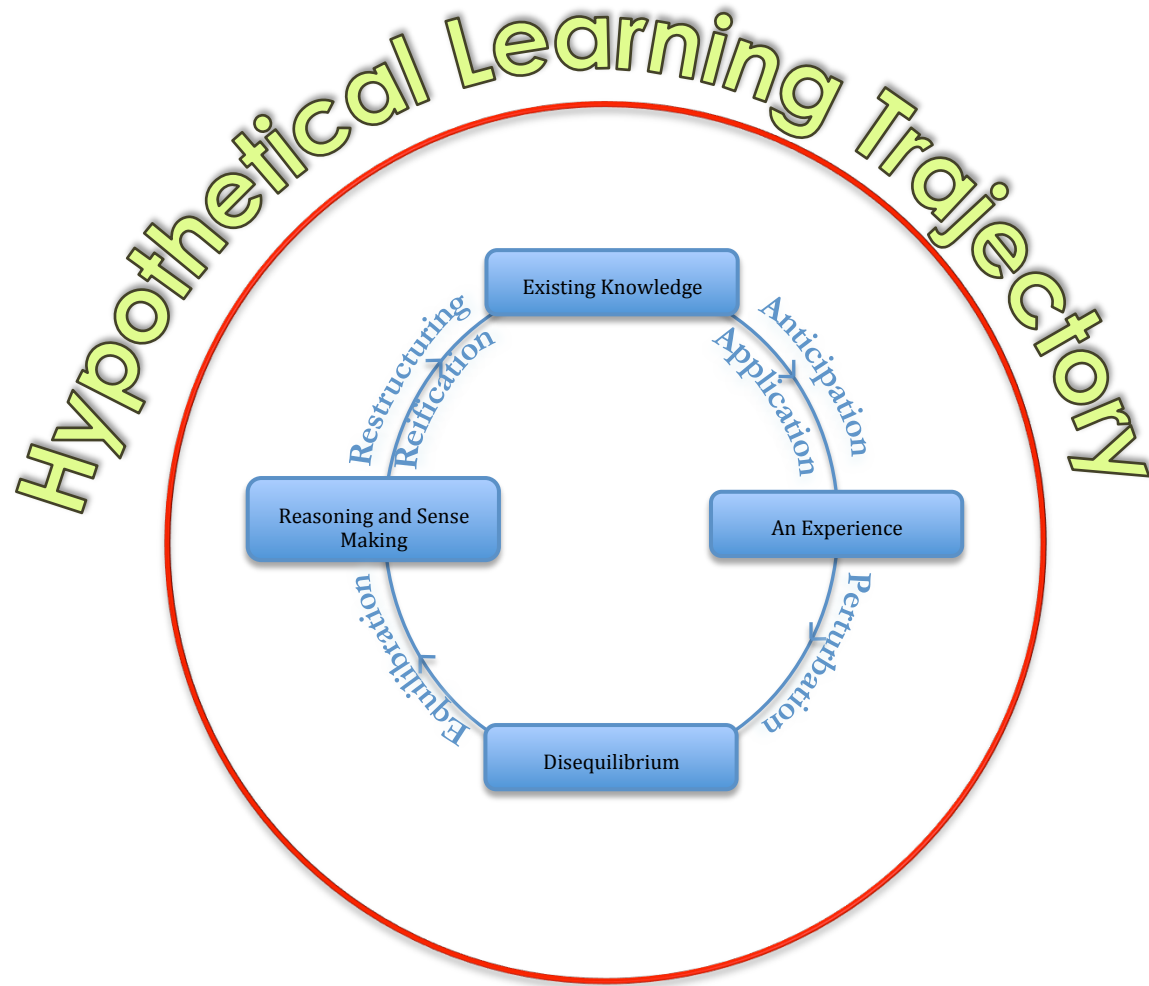 Hypothetical Learning Trajectory
Existing Knowledge
Anticipation
Application
An Experience
Perturbation
Disequilibrium
Equilibration
Reasoning and Sense
Making
Restructuring
Reification